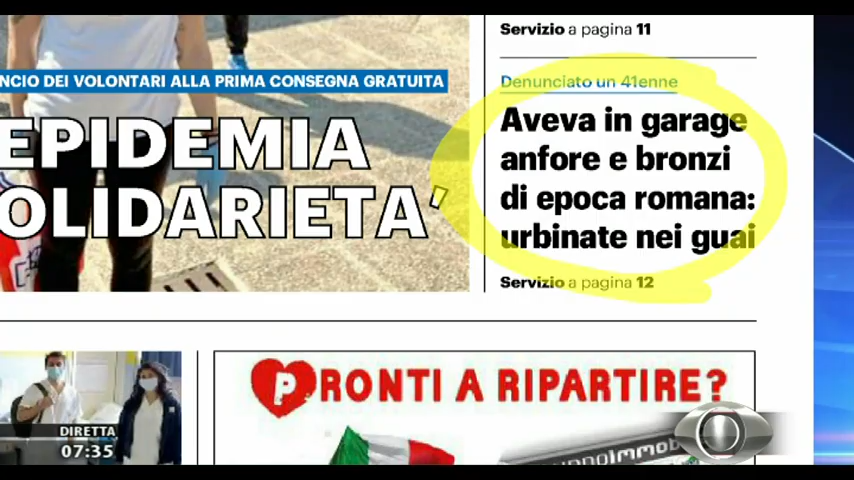 Servizio a pagina 11
NCIO DEI VOLONTARI ALLA PRIMA CONSEGNA GRATUITA
EPIDEMIA
OLIDARIETA'
Denunciato un 41enne
Aveva in garage
anfore e bronzi
di epoca romana:
urbinate nei guai
Servizio a pagina 12
PRONTI A RIPARTIRE?
DIRETTA
07:35